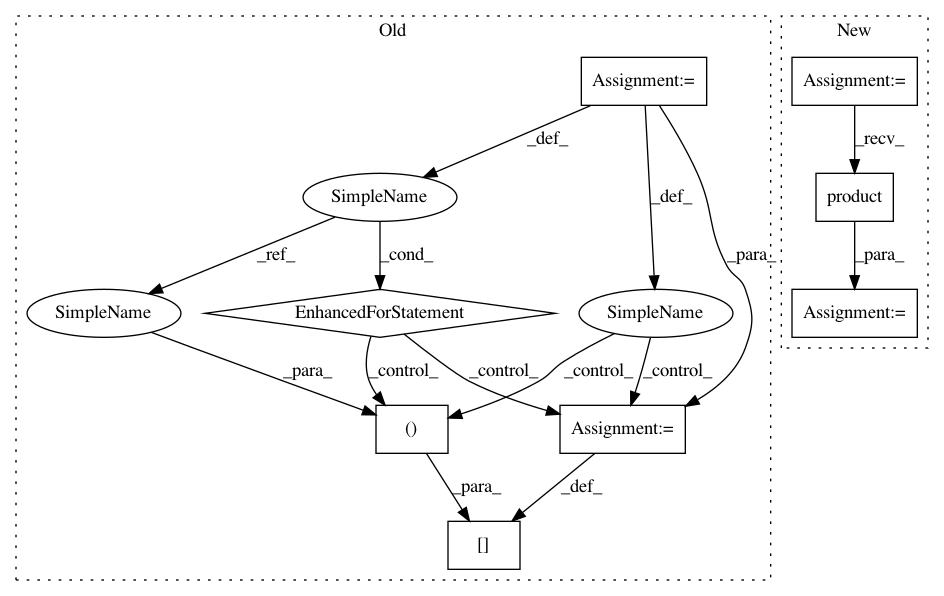 Old
New
Assignment:=
Assignment:=
_def_
_recv_
SimpleName
_def_
product
_ref_
_cond_
_para_
_para_
SimpleName
EnhancedForStatement
SimpleName
Assignment:=
_para_
_control_
_control_
_control_
_control_
()
Assignment:=
_para_
_def_
[]